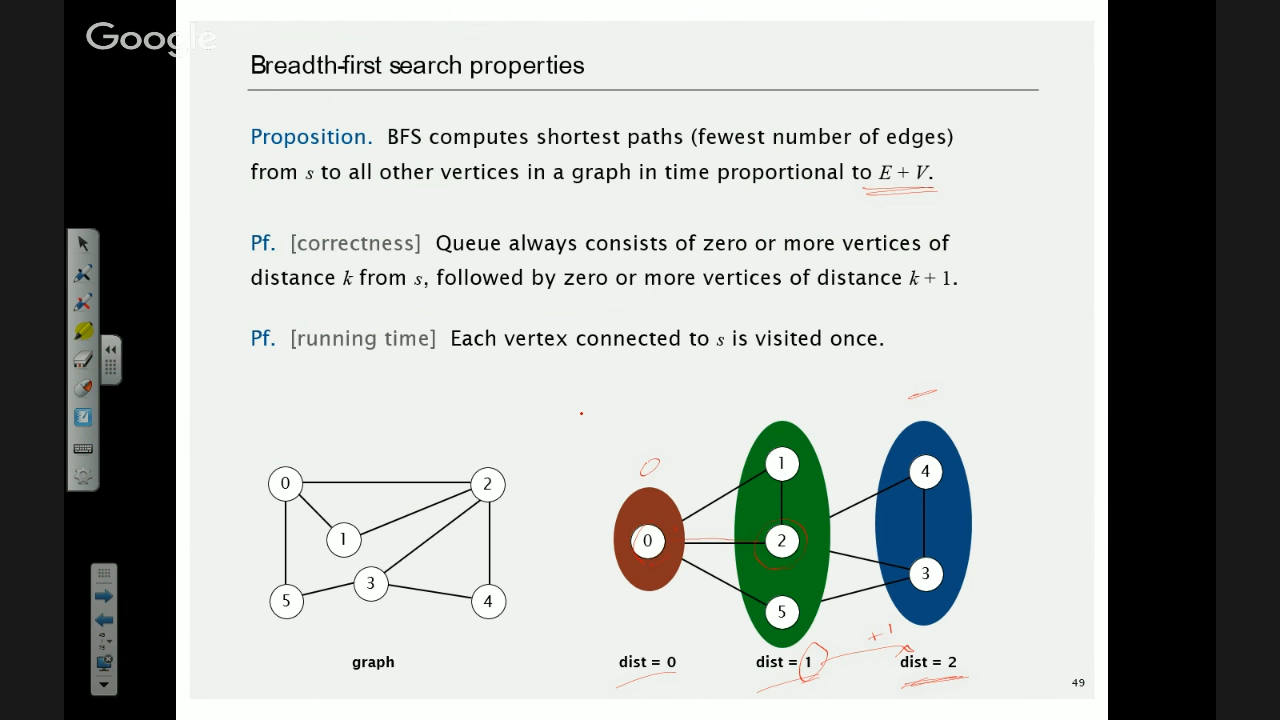 Google
Breadth-first search properties
Proposition. BFS computes shortest paths (fewest number of edges)
from s to all other vertices in a graph in time proportional to E + V.
Pf. [correctness] Queue always consists of zero or more vertices of
distance k from s, followed by zero or more vertices of distance k + 1.
Pf. [running time] Each vertex connected to s is visited once.
0 2
1
3
5 4
graph
0
0
1
2
5
4
3
+1
dist = 0 dist = 1 dist = 2
49